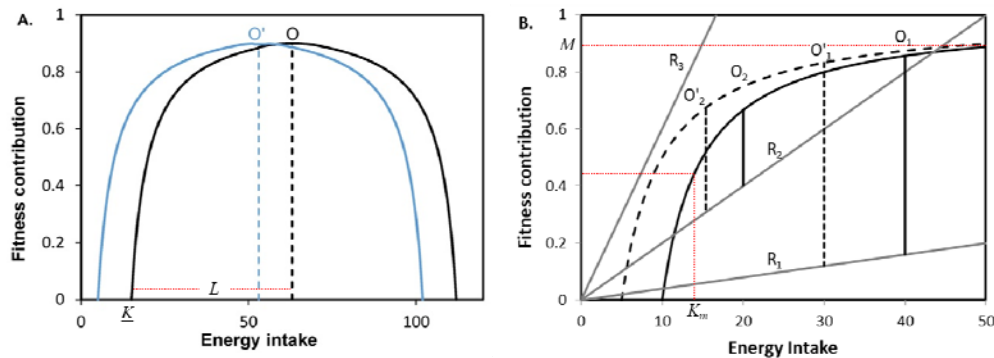 A.
O' O
Fitness contribution
1
0.8
0.6
0.4
0.2
0
L
0 50 100
K
Energy intake
B.
Fitness contribution
1
M
0.8
0.6
0.4
0.2
0
R₃
O'₁
O₁
O'₂
O₂
R₂
R₁
0 10 20 30 40 50
Kₘ
Energy Intake